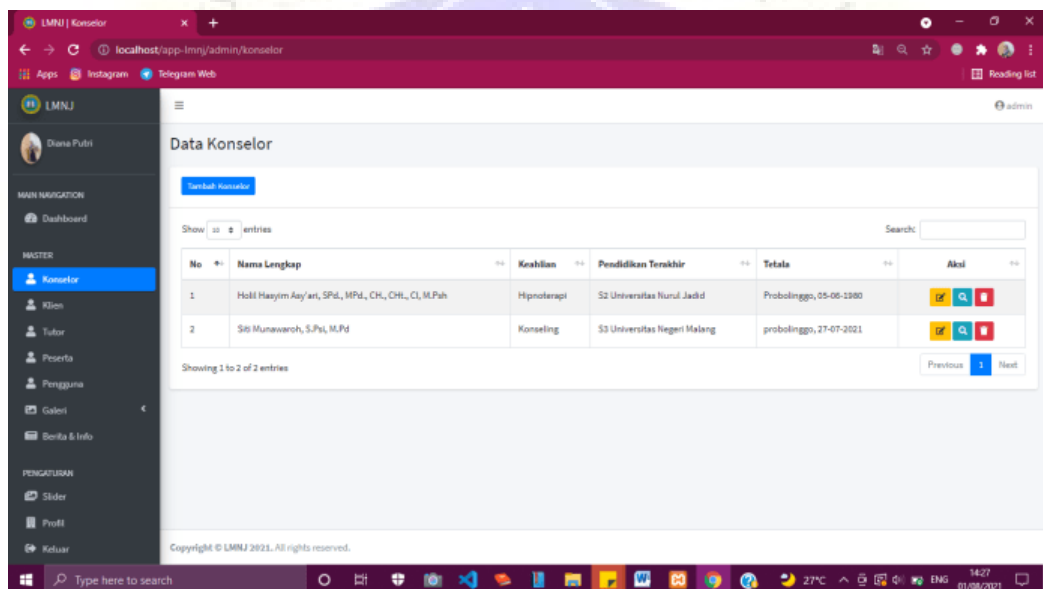 LMNJ | Konselor
localhost/app-lmnj/admin/konselor
Apps Instagram Telegram Web Reading list
LMNJ admin
Diana Putri
Data Konselor
Tambah Konselor
MAIN NAVIGATION
Dashboard
Show entries Search:
MASTER
No Nama Lengkap Keahlian Pendidikan Terakhir Tetala Aksi
Konselor
1 Holil Hasyim Asy'ari, SPd., MPd., CH., CHt., CI, M.Psh Hipnoterapi S2 Universitas Nurul Jadid Probolinggo, 05-06-1980
Klien
2 Siti Munawaroh, S.Psi, M.Pd Konseling S3 Universitas Negeri Malang probolinggo, 27-07-2021
Tutor
Peserta
Showing 1 to 2 of 2 entries Previous 1 Next
Pengguna
Galeri
Berita & Info
PENGATURAN
Slider
Profil
Keluar
Copyright © LMNJ 2021. All rights reserved.
Type here to search 27°C ENG 14:27
01/08/2021